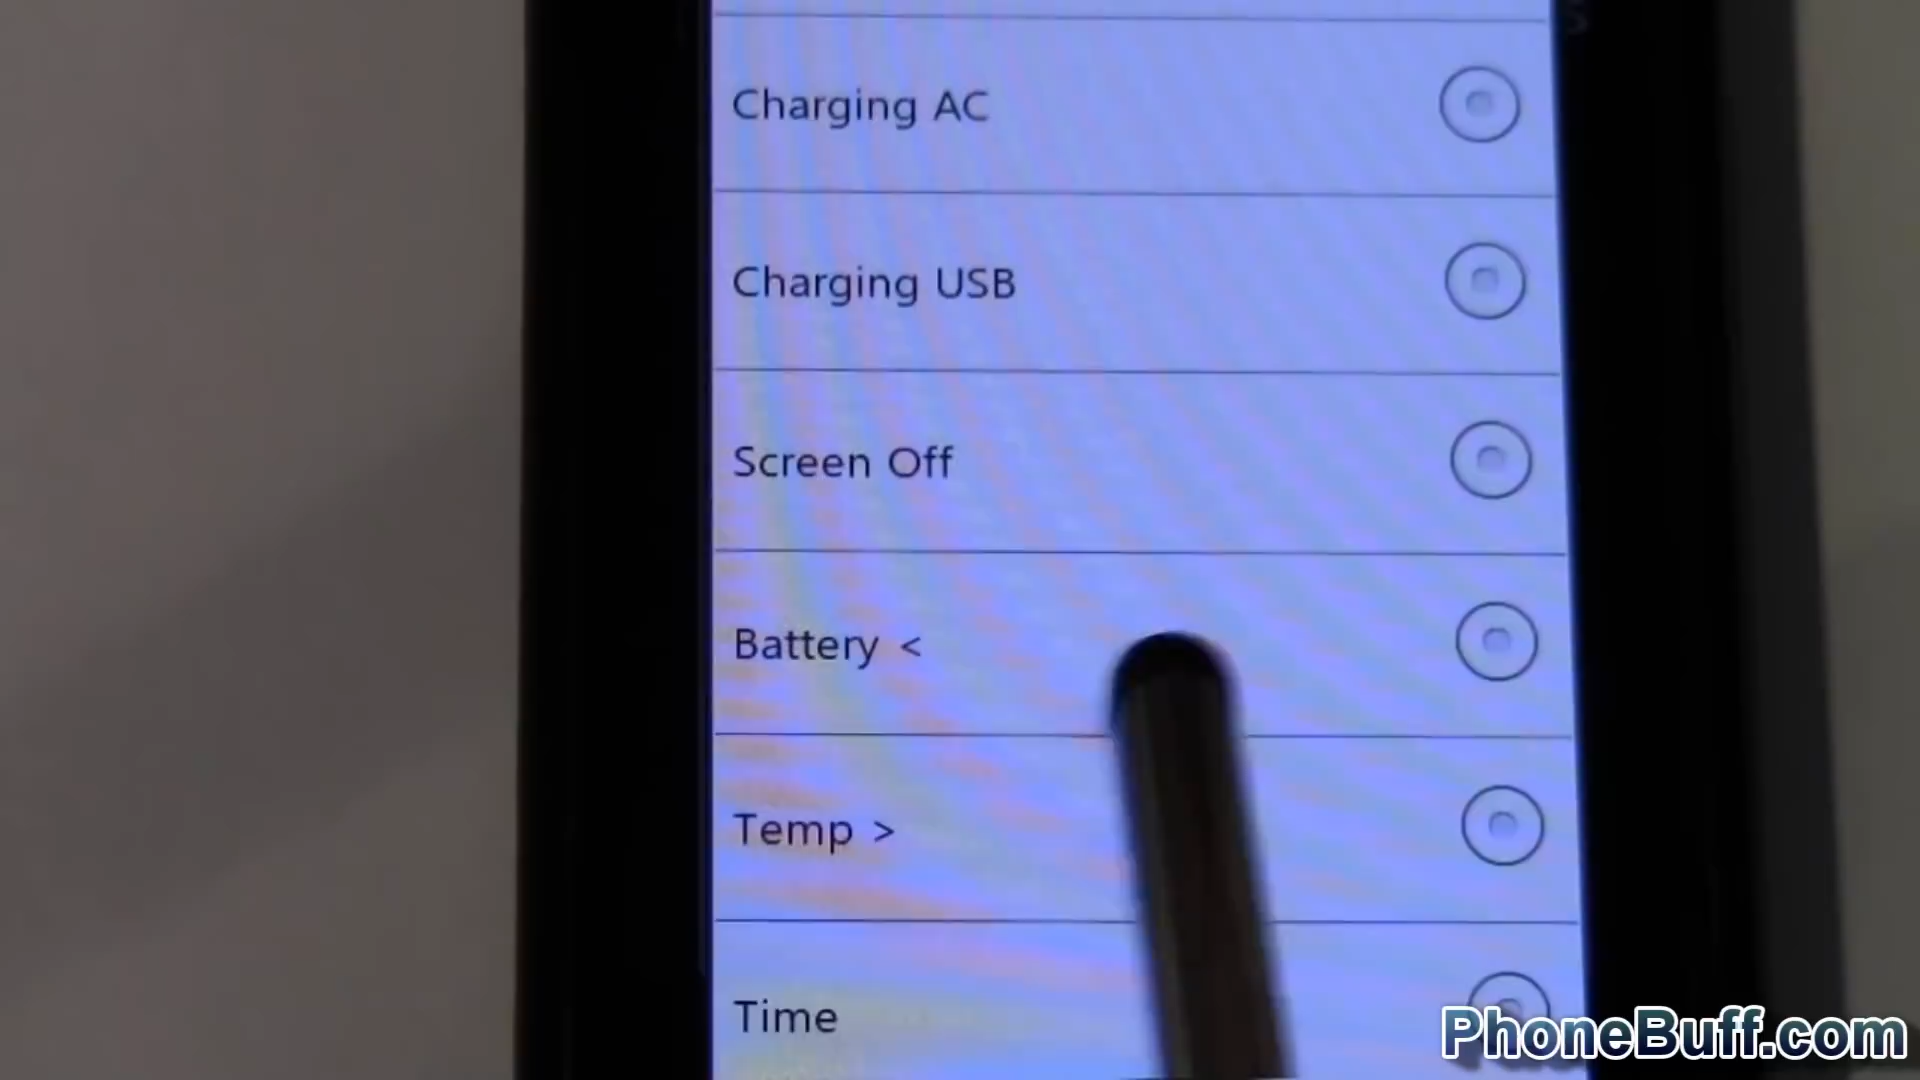 Charging AC
Charging USB
Screen Off
Battery <
Temp >
Time
PhoneBuff.com